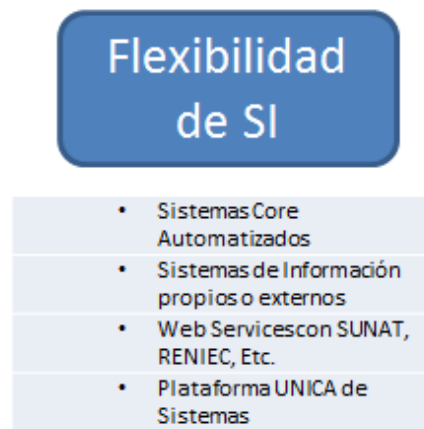 Flexibilidad
de SI
• Sistemas Core
Automatizados
• Sistemas de Información
propios o externos
• Web Servicescon SUNAT,
RENIEC, Etc.
• Plataforma UNICA de
Sistemas